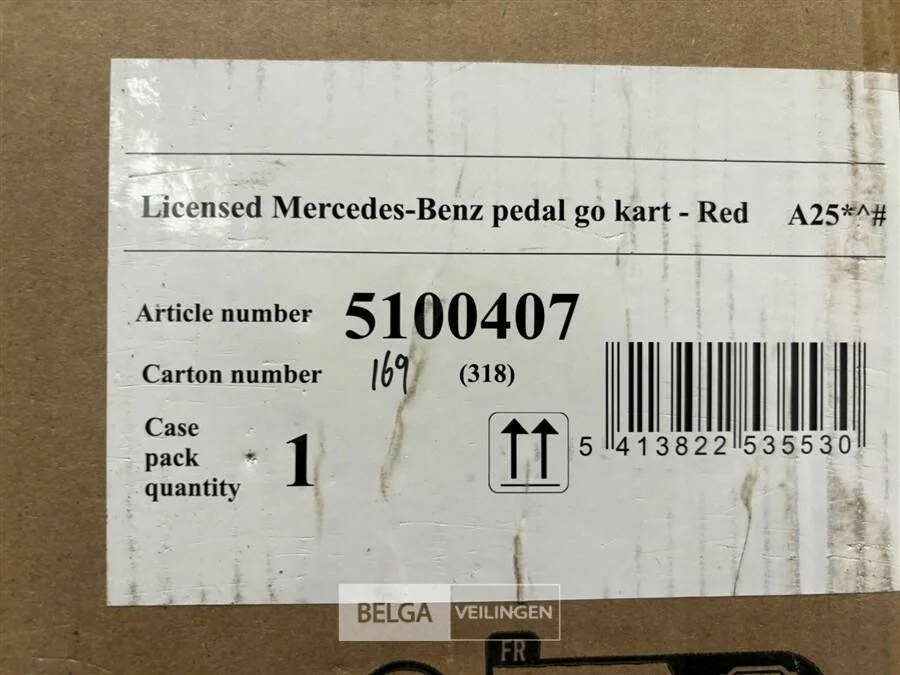 Licensed Mercedes-Benz pedal go kart - Red A25*^#
Article number 5100407
Carton number 169 (318)
Case
pack
quantity 1
5 413822 535530
BELGA VEILINGEN
FR